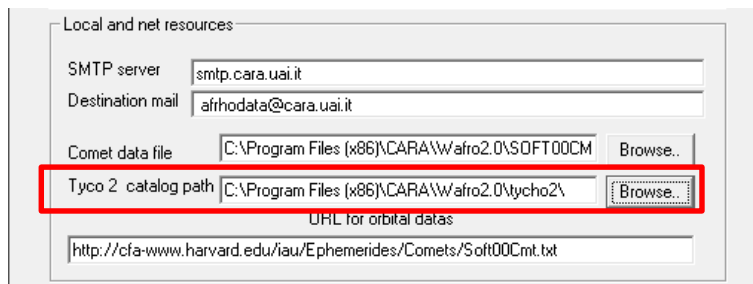 Local and net resources
SMTP server smtp.cara.uai.it
Destination mail afrhodata@cara.uai.it
Comet data file C:\Program Files (x86)\CARA\Wafro2.0\SOFT00CM Browse..
Tyco 2 catalog path C:\Program Files (x86)\CARA\Wafro2.0\tycho2\ Browse..
URL for orbital datas
http://cfa-www.harvard.edu/iau/Ephemerides/Comets/Soft00Cmt.txt